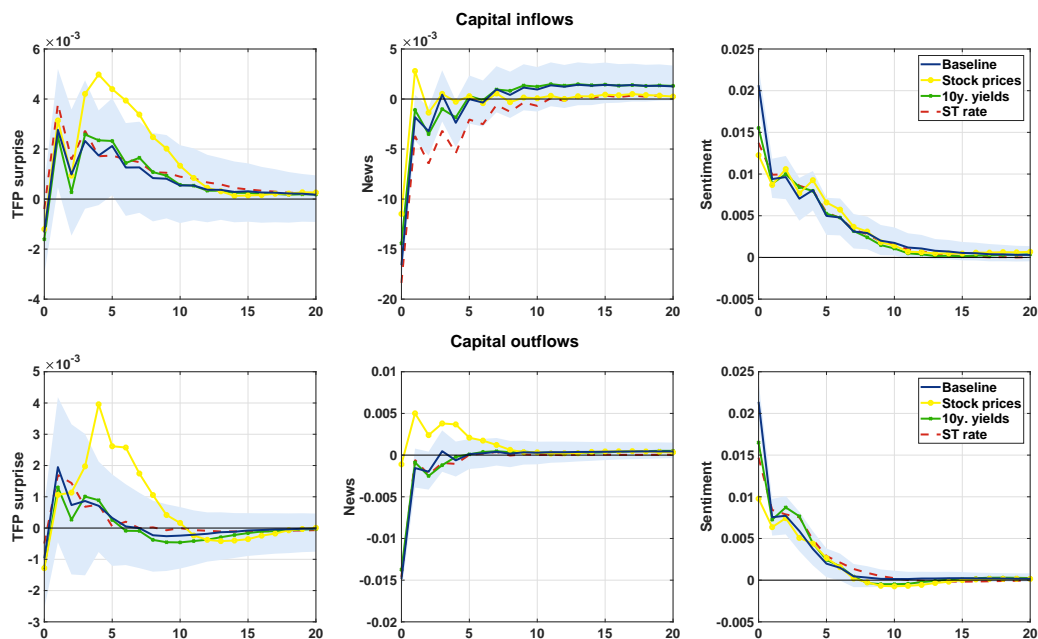 Capital inflows
×10⁻³
6
4
2
0
-2
-4
TFP surprise
0 5 10 15 20
×10⁻³
5
0
-5
-10
-15
-20
News
0 5 10 15 20
0.025
0.02
0.015
0.01
0.005
0
-0.005
Sentiment
0 5 10 15 20
Baseline
Stock prices
10y. yields
ST rate
Capital outflows
×10⁻³
5
4
3
2
1
0
-1
-2
-3
TFP surprise
0 5 10 15 20
0.01
0.005
0
-0.005
-0.01
-0.015
-0.02
News
0 5 10 15 20
0.025
0.02
0.015
0.01
0.005
0
-0.005
Sentiment
0 5 10 15 20
Baseline
Stock prices
10y. yields
ST rate